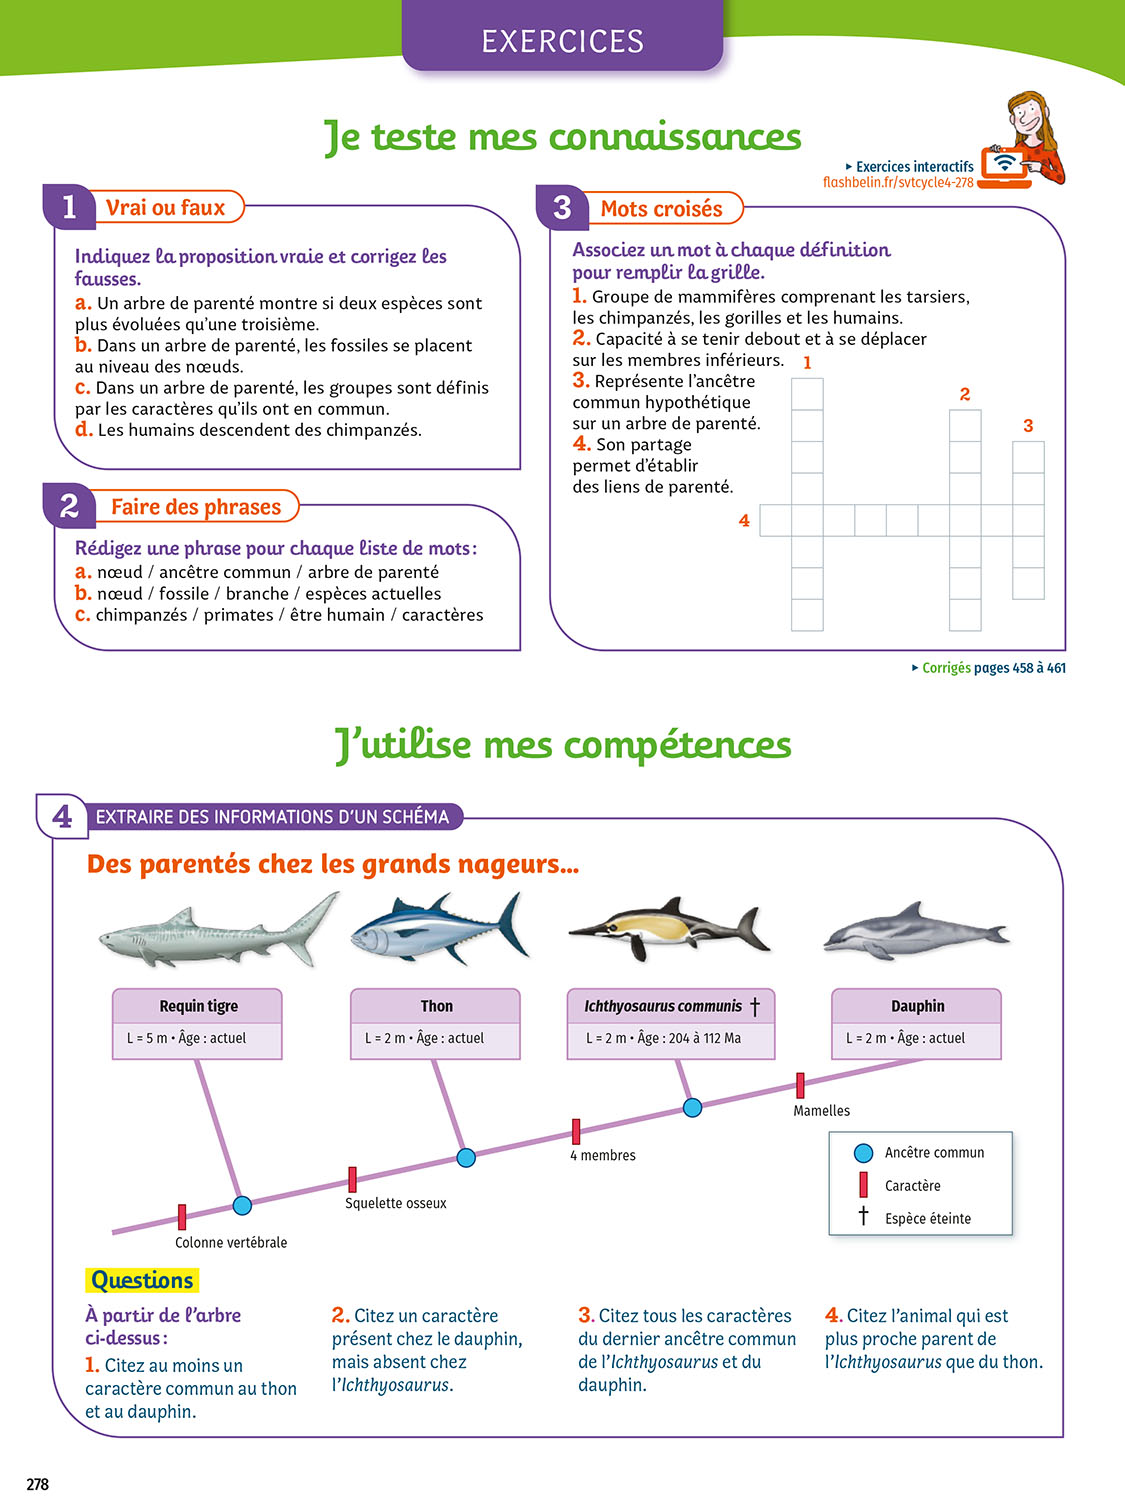 EXERCICES
Je teste mes connaissances
▸ Exercices interactifs
flashbelin.fr/svtcycle4-278
1 Vrai ou faux
Indiquez la proposition vraie et corrigez les
fausses.
a. Un arbre de parenté montre si deux espèces sont
plus évoluées qu'une troisième.
b. Dans un arbre de parenté, les fossiles se placent
au niveau des nœuds.
c. Dans un arbre de parenté, les groupes sont définis
par les caractères qu'ils ont en commun.
d. Les humains descendent des chimpanzés.
2 Faire des phrases
Rédigez une phrase pour chaque liste de mots :
a. nœud / ancêtre commun / arbre de parenté
b. nœud / fossile / branche / espèces actuelles
c. chimpanzés / primates / être humain / caractères
3 Mots croisés
Associez un mot à chaque définition
pour remplir la grille.
1. Groupe de mammifères comprenant les tarsiers,
les chimpanzés, les gorilles et les humains.
2. Capacité à se tenir debout et à se déplacer
sur les membres inférieurs.
3. Représente l'ancêtre
commun hypothétique
sur un arbre de parenté.
4. Son partage
permet d'établir
des liens de parenté.
1
2
3
4
▸ Corrigés pages 458 à 461
J'utilise mes compétences
4 EXTRAIRE DES INFORMATIONS D'UN SCHÉMA
Des parentés chez les grands nageurs...
Requin tigre
L = 5 m • Âge : actuel
Thon
L = 2 m • Âge : actuel
Ichthyosaurus communis †
L = 2 m • Âge : 204 à 112 Ma
Dauphin
L = 2 m • Âge : actuel
Mamelles
4 membres
Squelette osseux
Colonne vertébrale
Ancêtre commun
Caractère
† Espèce éteinte
Questions
À partir de l'arbre
ci-dessus :
1. Citez au moins un
caractère commun au thon
et au dauphin.
2. Citez un caractère
présent chez le dauphin,
mais absent chez
l'Ichthyosaurus.
3. Citez tous les caractères
du dernier ancêtre commun
de l'Ichthyosaurus et du
dauphin.
4. Citez l'animal qui est
plus proche parent de
l'Ichthyosaurus que du thon.
278